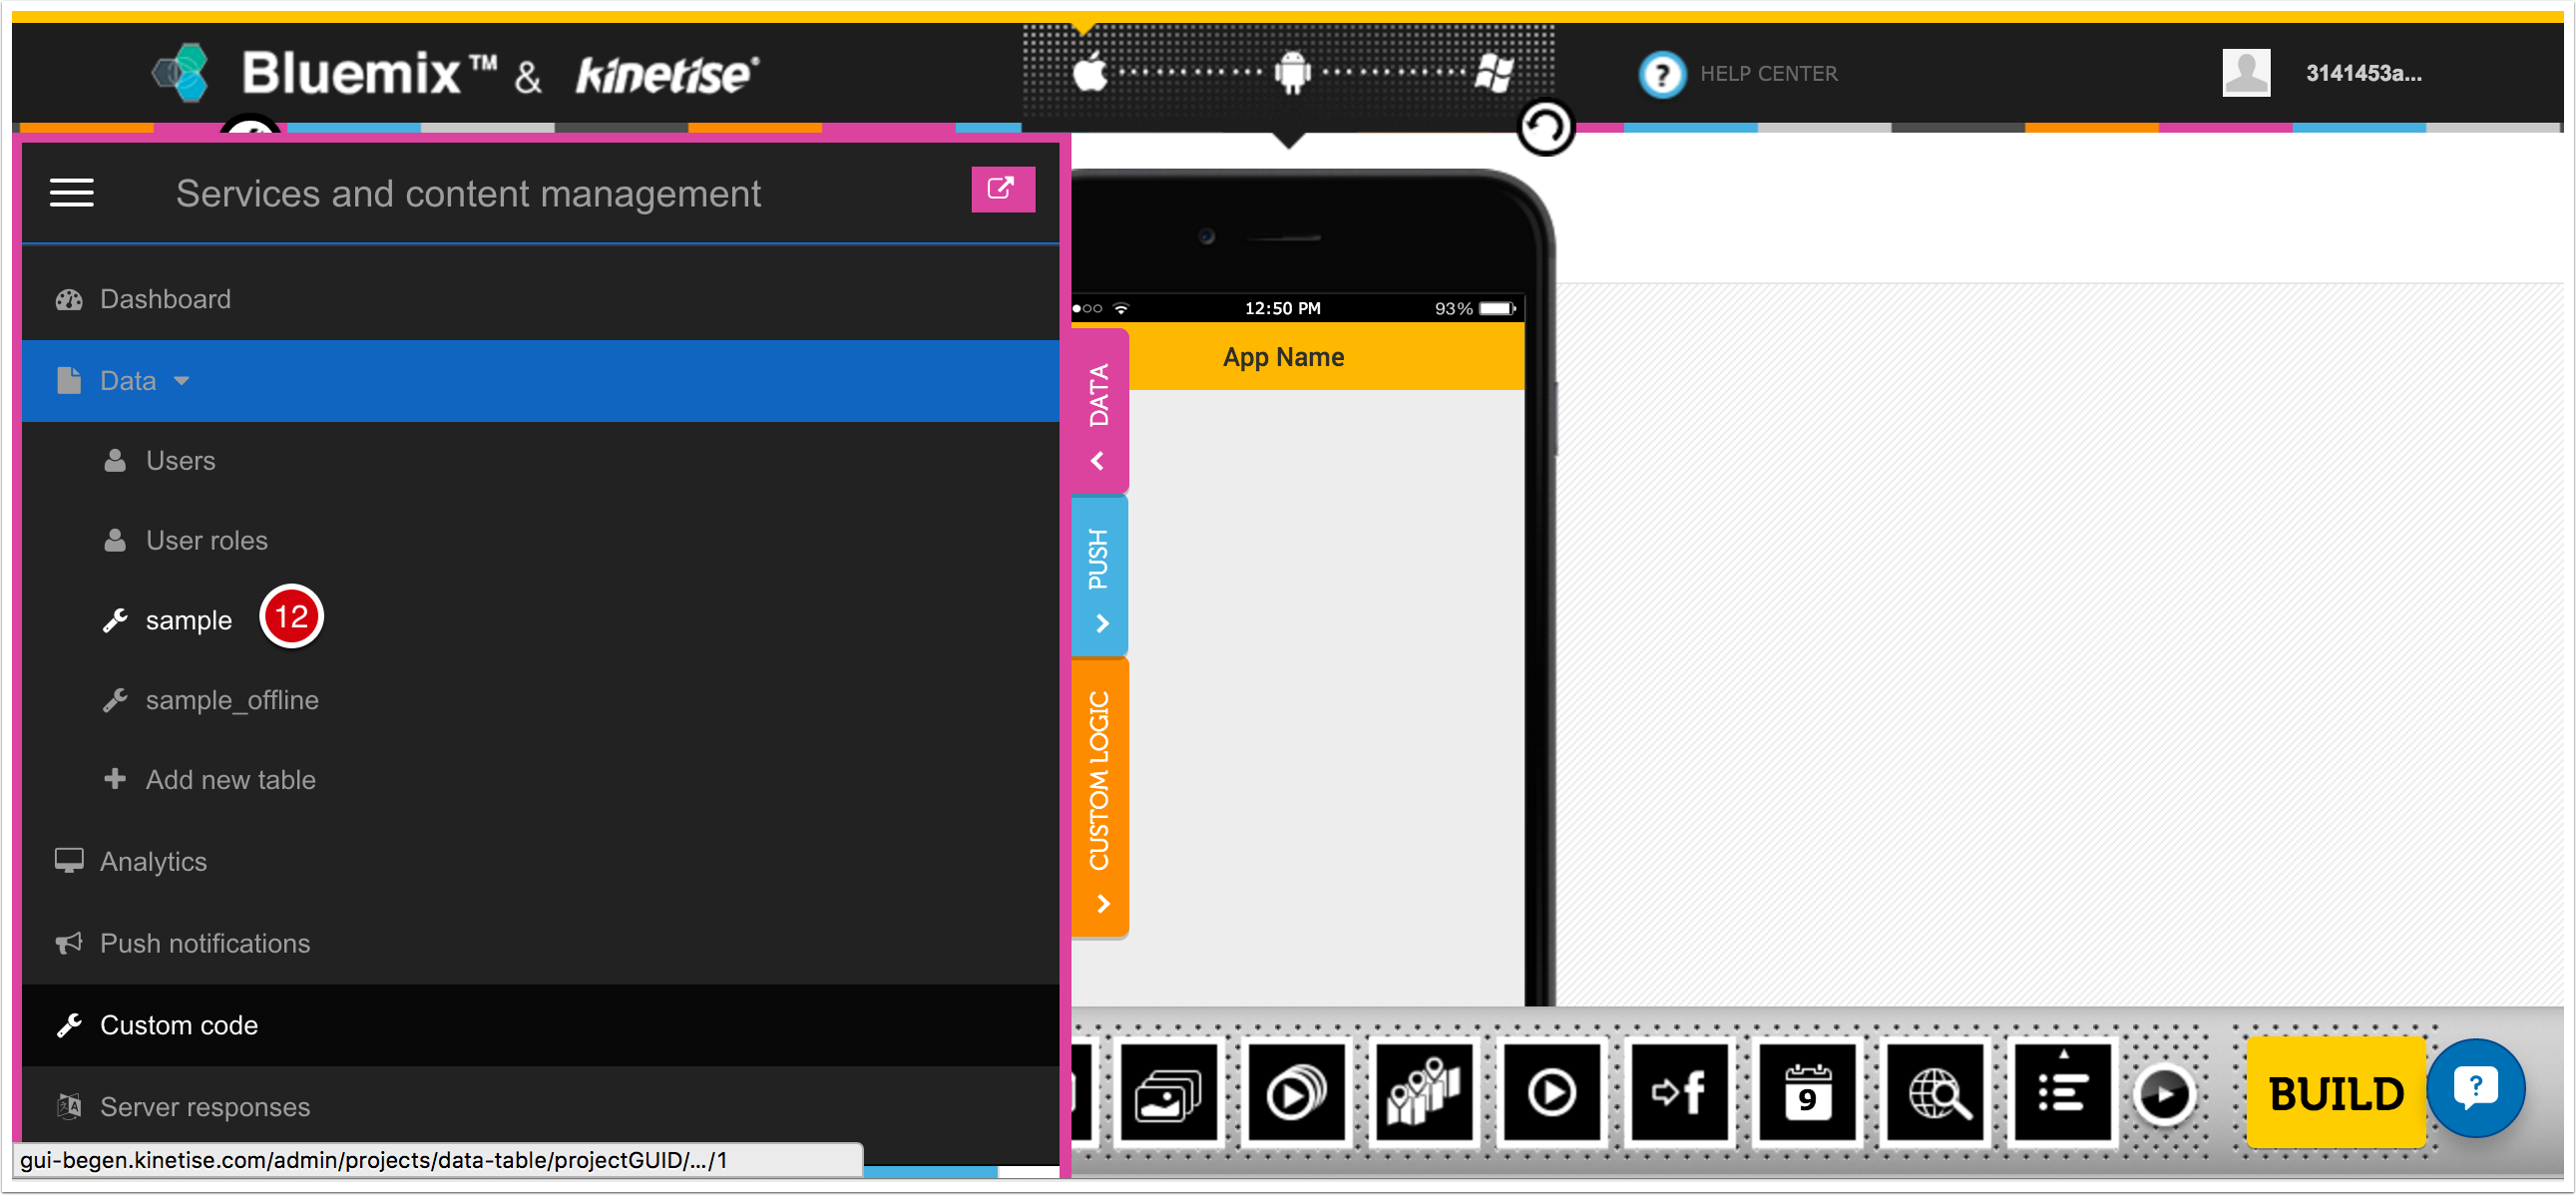 Bluemix™ & kinetise®
HELP CENTER
3141453a...
Services and content management
Dashboard
Data
Users
User roles
sample 12
sample_offline
Add new table
Analytics
Push notifications
Custom code
Server responses
gui-begen.kinetise.com/admin/projects/data-table/projectGUID/.../1
12:50 PM 93%
App Name
DATA
PUSH
CUSTOM LOGIC
f
9
BUILD